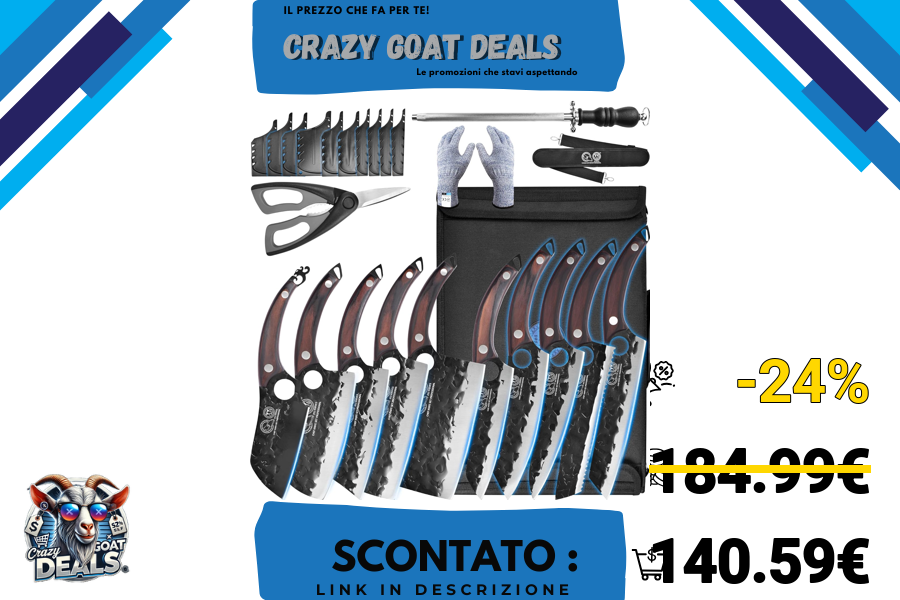 IL PREZZO CHE FA PER TE!
CRAZY GOAT DEALS
Le promozioni che stavi aspettando
-24%
184.99€
140.59€
SCONTATO :
LINK IN DESCRIZIONE
Crazy
GOAT
DEALS